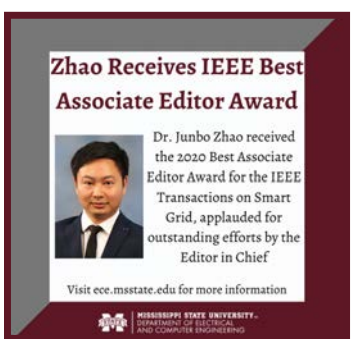 Zhao Receives IEEE Best
Associate Editor Award
Dr. Junbo Zhao received
the 2020 Best Associate
Editor Award for the IEEE
Transactions on Smart
Grid, applauded for
outstanding efforts by the
Editor in Chief
Visit ece.msstate.edu for more information
STATE
MISSISSIPPI STATE UNIVERSITY™
DEPARTMENT OF ELECTRICAL
AND COMPUTER ENGINEERING